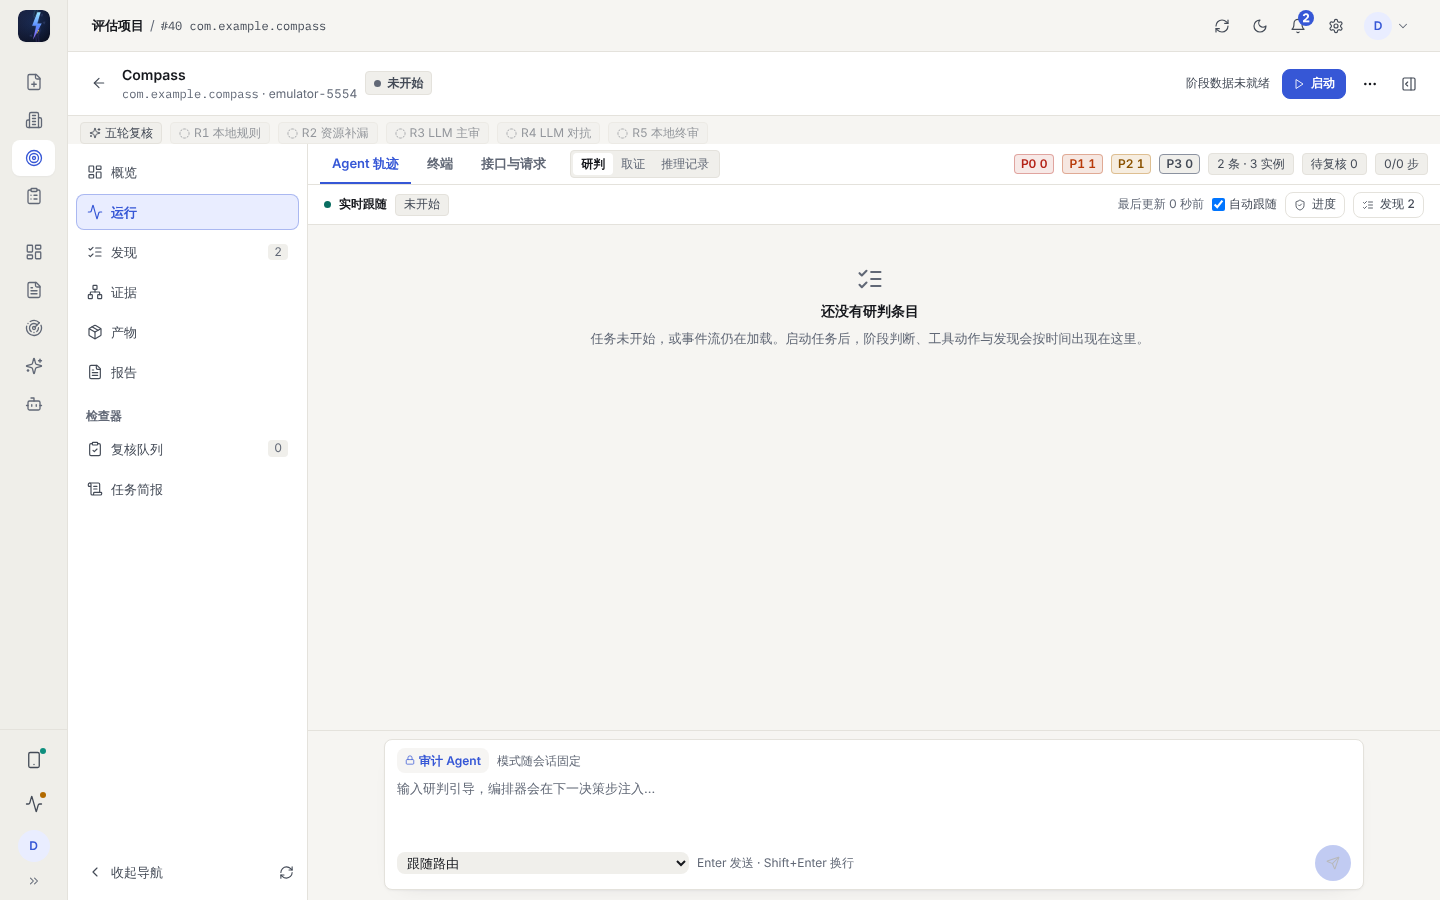 评估项目 / #40 com.example.compass
2
D
Compass
com.example.compass · emulator-5554
未开始
阶段数据未就绪
启动
五轮复核
R1 本地规则
R2 资源补漏
R3 LLM 主审
R4 LLM 对抗
R5 本地终审
概览
运行
发现 2
证据
产物
报告
检查器
复核队列 0
任务简报
收起导航
D
Agent 轨迹
终端
接口与请求
研判
取证
推理记录
P0 0
P1 1
P2 1
P3 0
2 条 · 3 实例
待复核 0
0/0 步
实时跟随
未开始
最后更新 0 秒前
自动跟随
进度
发现 2
还没有研判条目
任务未开始，或事件流仍在加载。启动任务后，阶段判断、工具动作与发现会按时间出现在这里。
审计 Agent
模式随会话固定
输入研判引导，编排器会在下一决策步注入...
跟随路由
Enter 发送 · Shift+Enter 换行